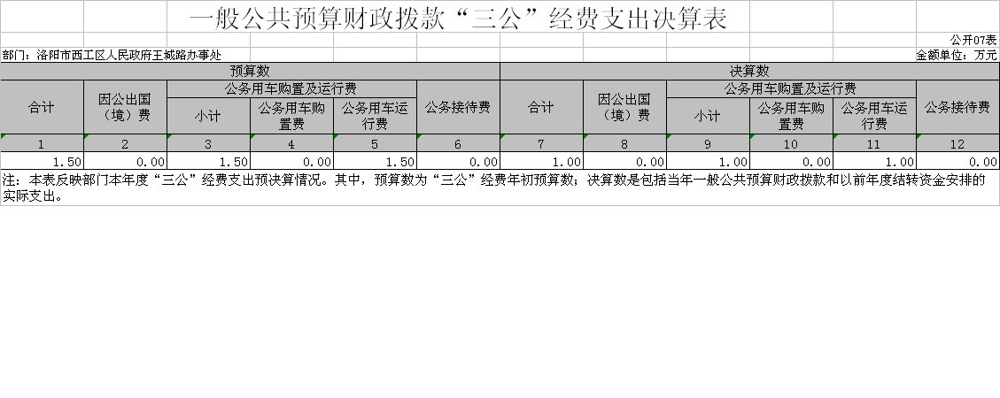 一般公共预算财政拨款“三公”经费支出决算表
公开07表
部门：洛阳市西工区人民政府王城路办事处 金额单位：万元
预算数 决算数
合计 因公出国（境）费 公务用车购置及运行费 公务接待费 合计 因公出国（境）费 公务用车购置及运行费 公务接待费
小计 公务用车购置费 公务用车运行费 小计 公务用车购置费 公务用车运行费
1 2 3 4 5 6 7 8 9 10 11 12
1.50 0.00 1.50 0.00 1.50 0.00 1.00 0.00 1.00 0.00 1.00 0.00
注：本表反映部门本年度“三公”经费支出预决算情况。其中，预算数为“三公”经费年初预算数；决算数是包括当年一般公共预算财政拨款和以前年度结转资金安排的
实际支出。